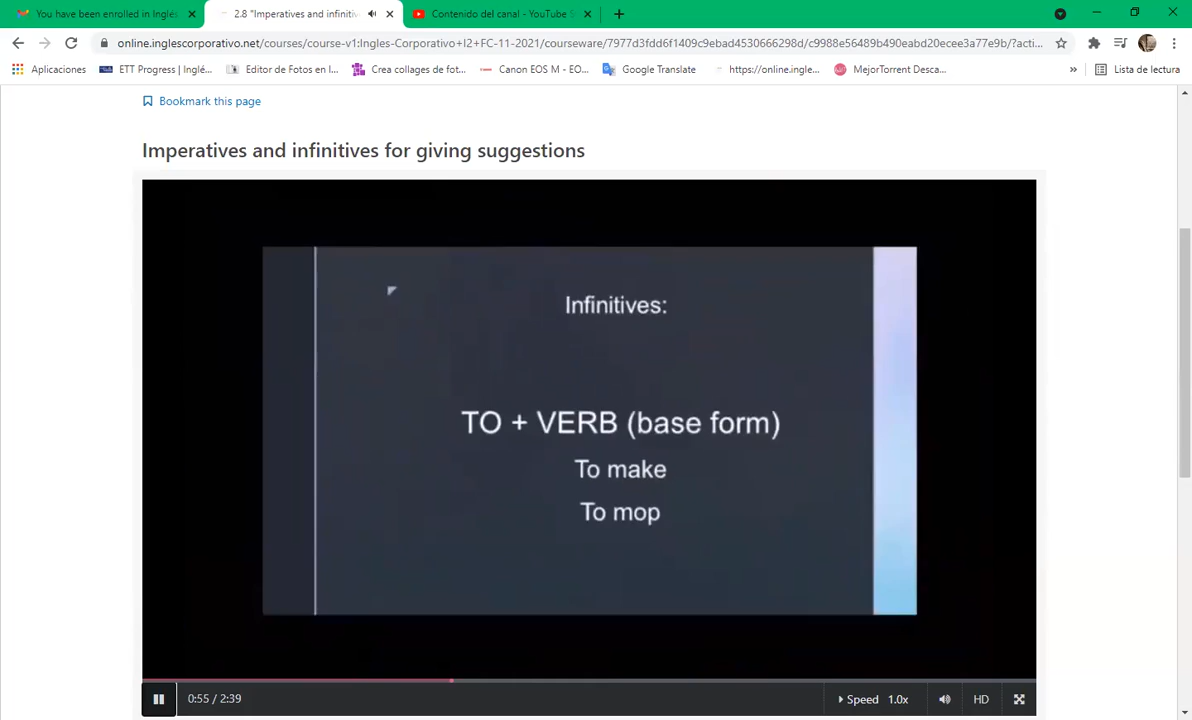 You have been enrolled in Inglés
2.8 "Imperatives and infinitiv
Contenido del canal - YouTube S
online.inglescorporativo.net/courses/course-v1:Ingles-Corporativo+I2+FC-11-2021/courseware/7977d3fdd6f1409c9ebad4530666298d/c9988e56489b490eabd20ecee3a77e9b/?acti...
Aplicaciones
ETT Progress | Inglé...
Editor de Fotos en l...
Crea collages de fot...
Canon EOS M - EO...
Google Translate
https://online.ingle...
MejorTorrent Desca...
»
Lista de lectura
Bookmark this page
Imperatives and infinitives for giving suggestions
Infinitives:
TO + VERB (base form)
To make
To mop
0:55 / 2:39
Speed 1.0x
HD